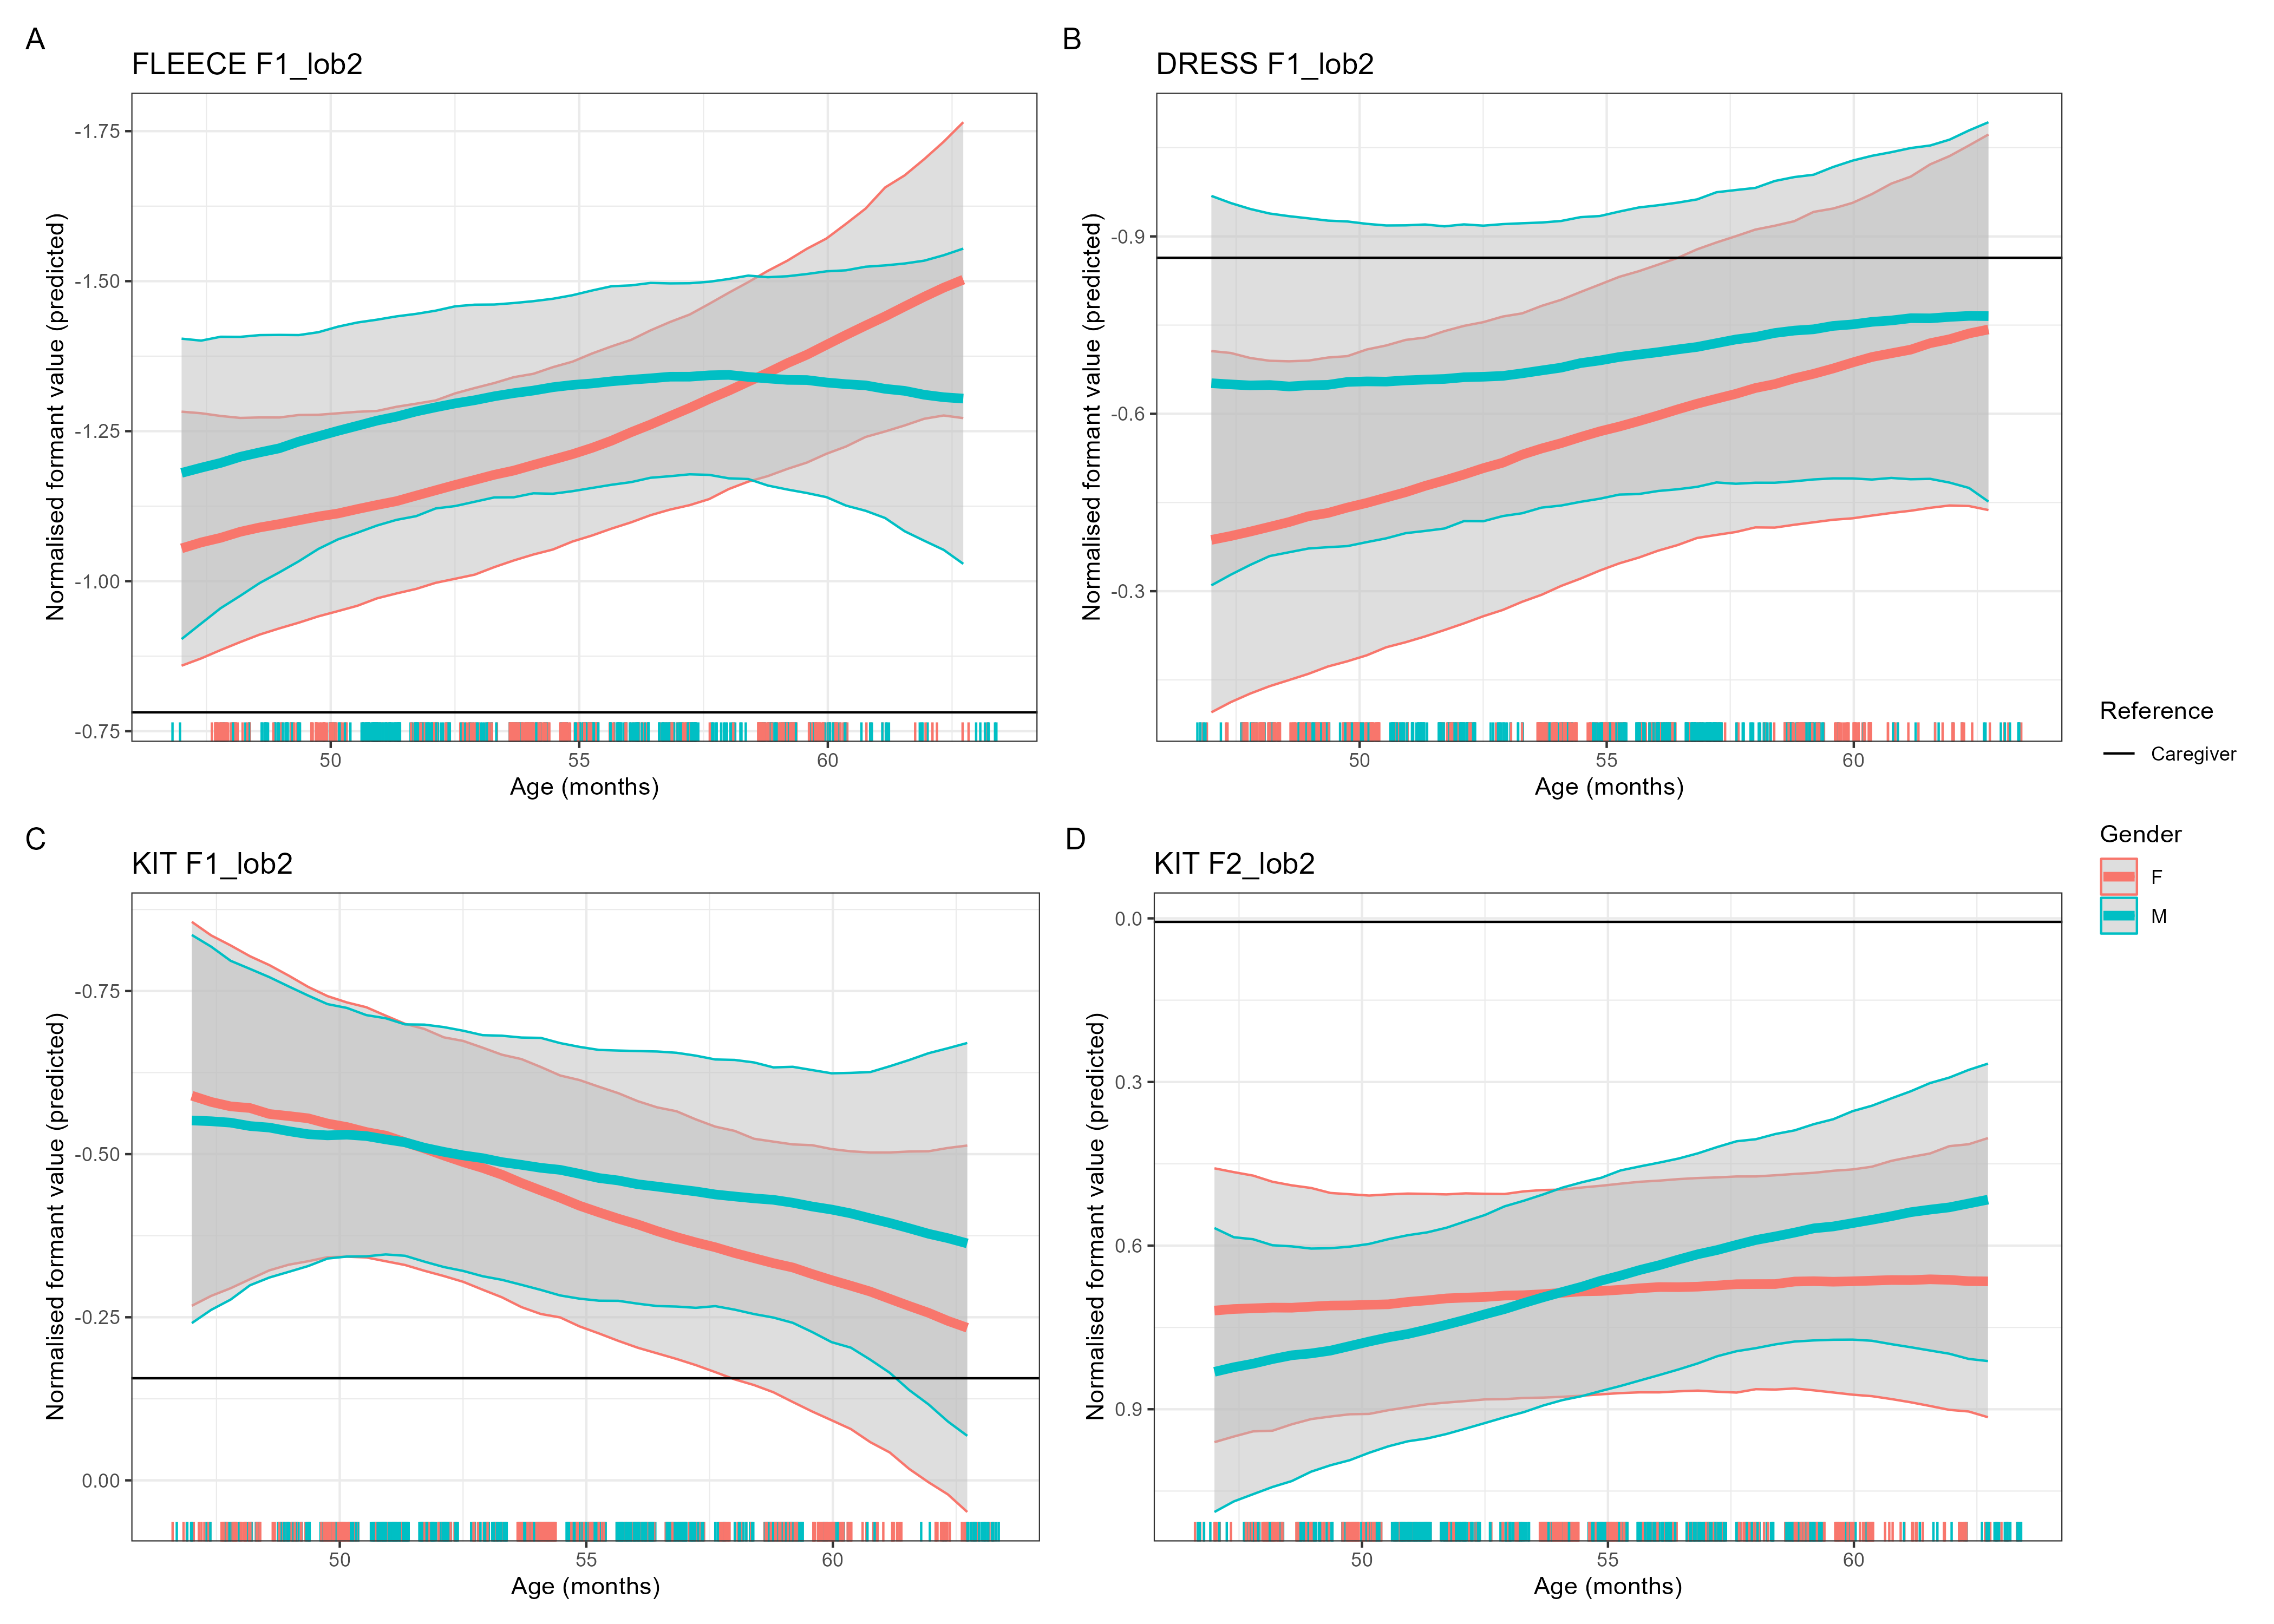 A
FLEECE F1_lob2
Normalised formant value (predicted)
-1.75
-1.50
-1.25
-1.00
-0.75
50
55
60
Age (months)
B
DRESS F1_lob2
Normalised formant value (predicted)
-0.9
-0.6
-0.3
50
55
60
Age (months)
Reference
Caregiver
Gender
F
M
C
KIT F1_lob2
Normalised formant value (predicted)
-0.75
-0.50
-0.25
0.00
50
55
60
Age (months)
D
KIT F2_lob2
Normalised formant value (predicted)
0.0
0.3
0.6
0.9
50
55
60
Age (months)